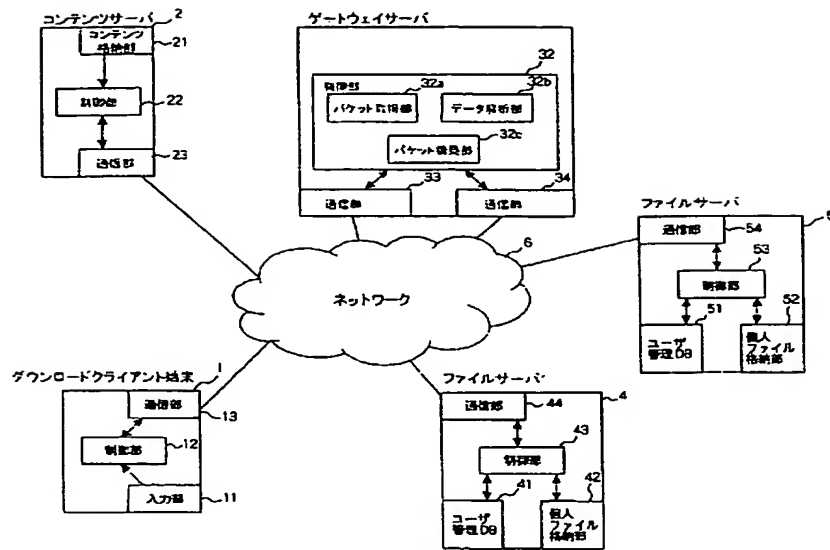 コンテンツサーバ
2
コンテンツ
格納部
21
制御部
22
通信部
23
ゲートウェイサーバ
32
制御部
32a
パケット監視部
32b
データ解析部
32c
パケット構築部
33
通信部
34
通信部
ファイルサーバ
5
通信部
54
53
制御部
51
52
ユーザ
管理DB
個人
ファイル
格納部
6
ネットワーク
ダウンロードクライアント端末
1
通信部
13
12
制御部
入力部
11
ファイルサーバ
4
通信部
44
43
制御部
41
42
ユーザ
管理DB
個人
ファイル
格納部